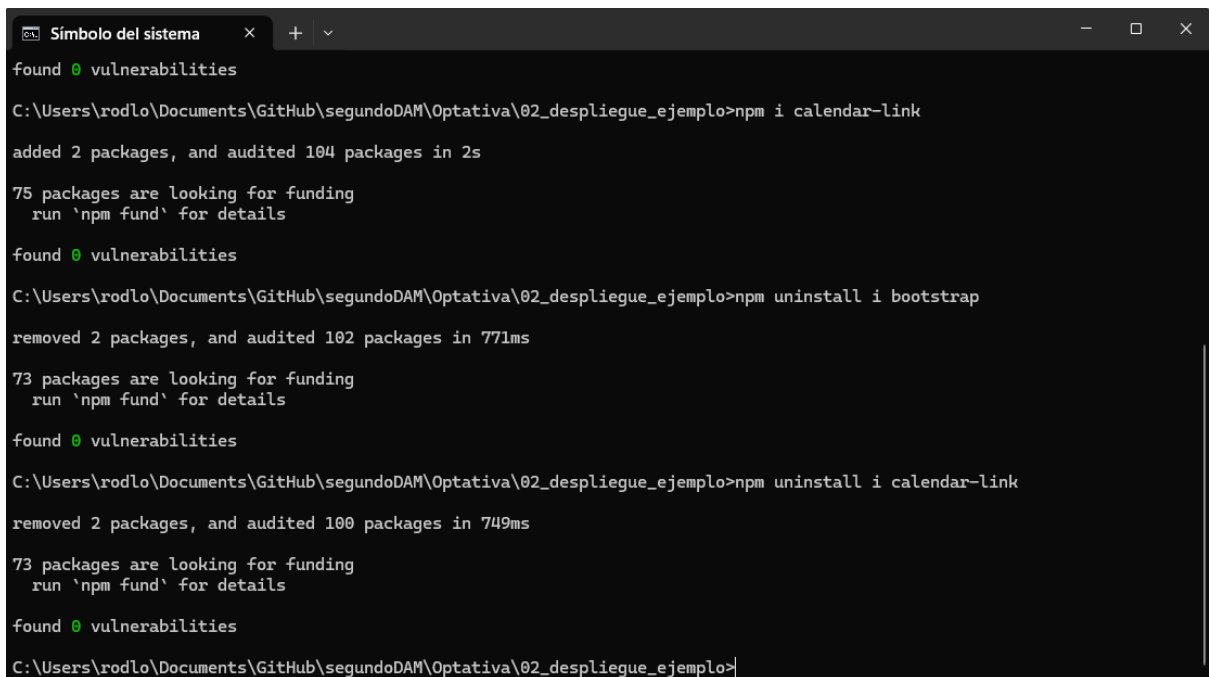 Símbolo del sistema
found 0 vulnerabilities
C:\Users\rodlo\Documents\GitHub\segundoDAM\Optativa\02_despliegue_ejemplo>npm i calendar-link
added 2 packages, and audited 104 packages in 2s
75 packages are looking for funding
  run `npm fund` for details
found 0 vulnerabilities
C:\Users\rodlo\Documents\GitHub\segundoDAM\Optativa\02_despliegue_ejemplo>npm uninstall i bootstrap
removed 2 packages, and audited 102 packages in 771ms
73 packages are looking for funding
  run `npm fund` for details
found 0 vulnerabilities
C:\Users\rodlo\Documents\GitHub\segundoDAM\Optativa\02_despliegue_ejemplo>npm uninstall i calendar-link
removed 2 packages, and audited 100 packages in 749ms
73 packages are looking for funding
  run `npm fund` for details
found 0 vulnerabilities
C:\Users\rodlo\Documents\GitHub\segundoDAM\Optativa\02_despliegue_ejemplo>